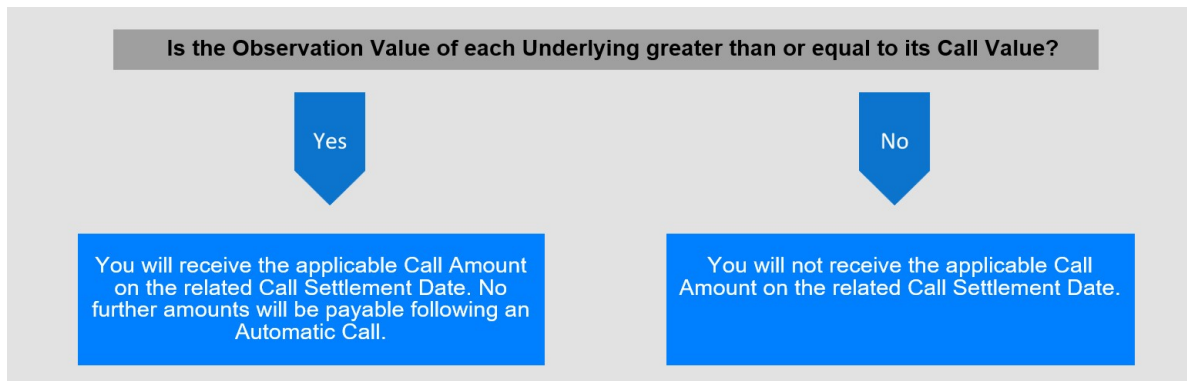 Is the Observation Value of each Underlying greater than or equal to its Call Value?
Yes
No
You will receive the applicable Call Amount
on the related Call Settlement Date. No
further amounts will be payable following an
Automatic Call.
You will not receive the applicable Call
Amount on the related Call Settlement Date.